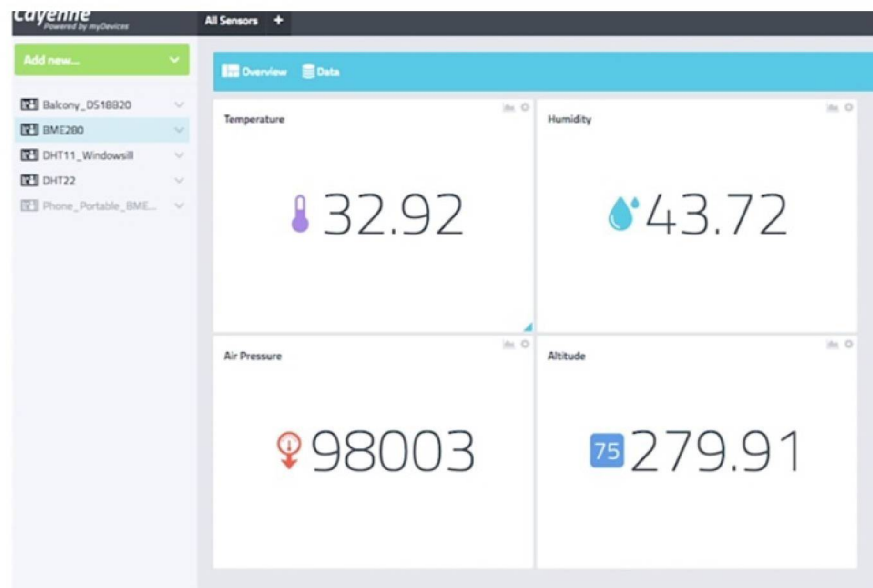 Cayenne
Powered by myDevices
All Sensors +
Add new...
Overview Data
Balcony_DS18B20
BME280
DHT11_Windowsill
DHT22
Phone_Portable_BME...
Temperature
32.92
Humidity
43.72
Air Pressure
98003
Altitude
75 279.91